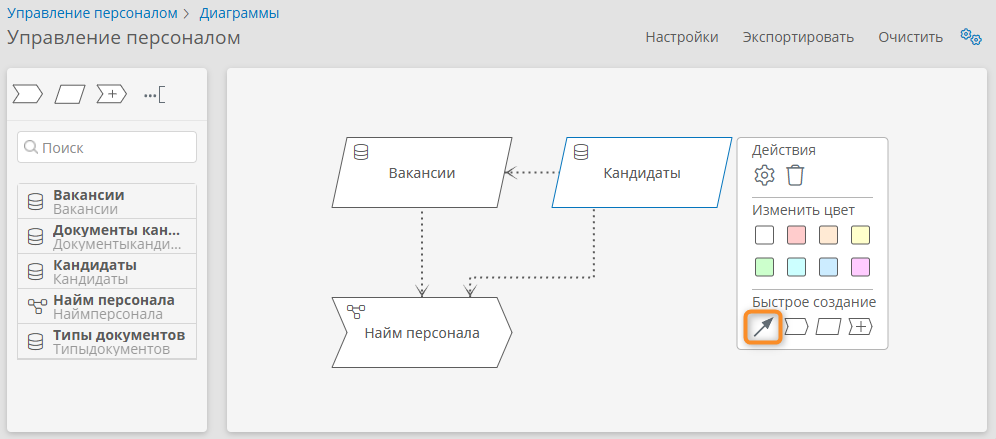 Управление персоналом > Диаграммы
Управление персоналом
Настройки Экспортировать Очистить
Поиск
Вакансии
Вакансии
Документы кан...
Документыканди...
Кандидаты
Кандидаты
Найм персонала
Наймперсонала
Типы документов
Типыдокументов
Вакансии
Кандидаты
Найм персонала
Действия
Изменить цвет
Быстрое создание